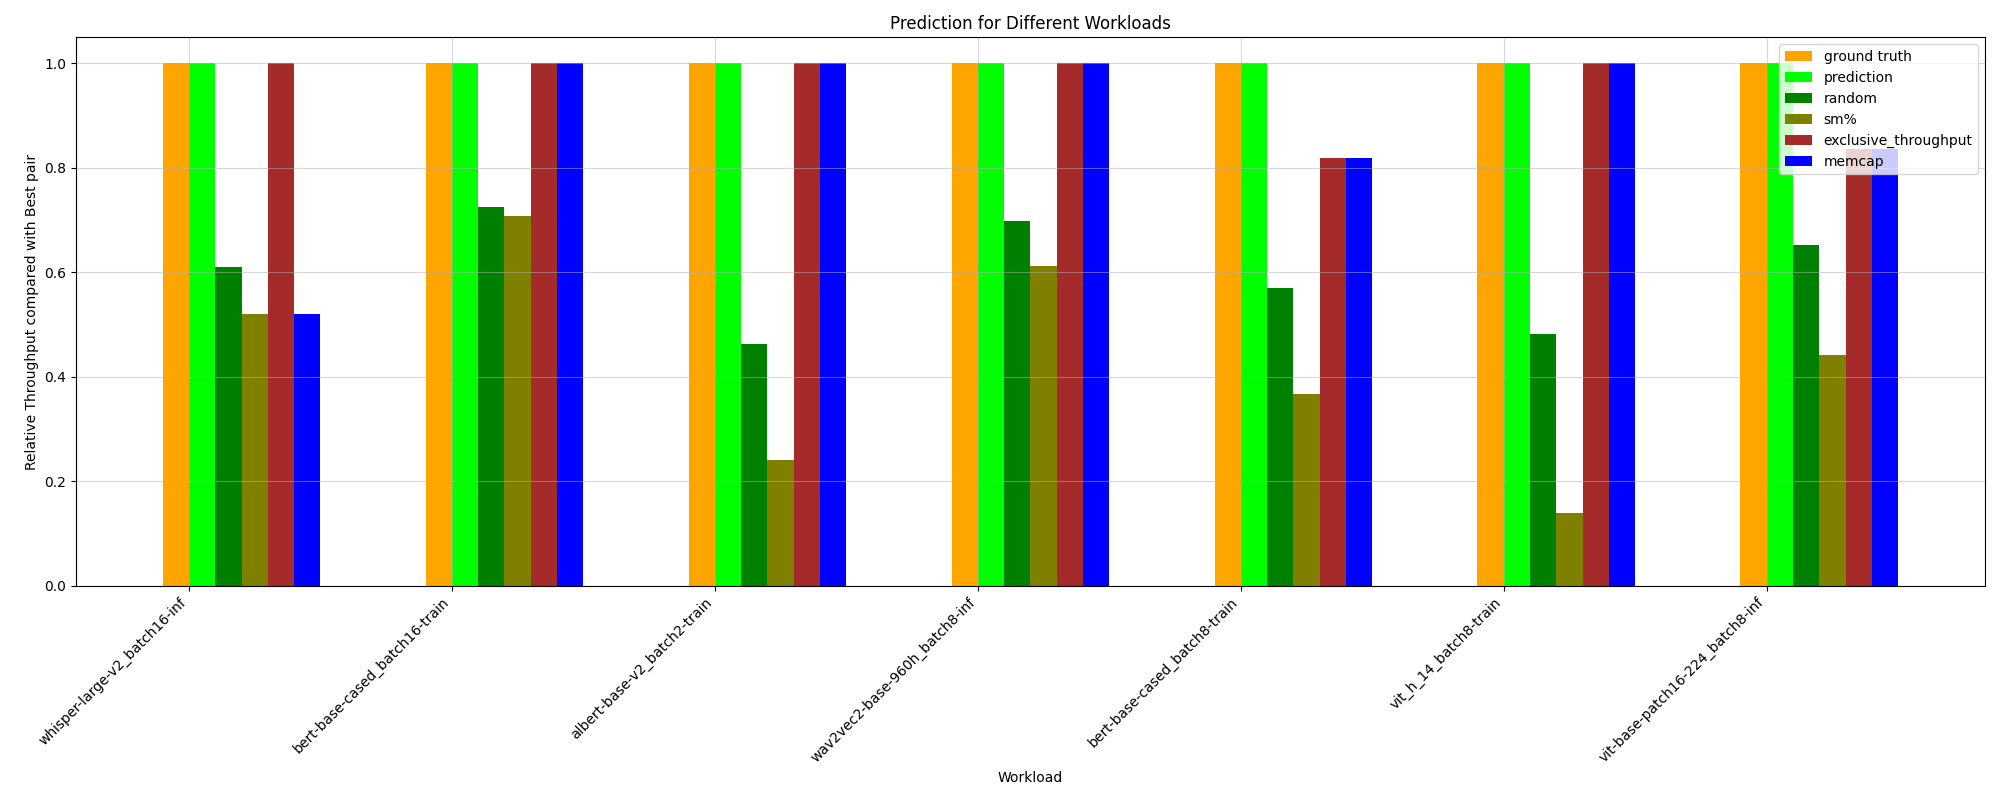 Prediction for Different Workloads
Relative Throughput compared with Best pair
1.0
0.8
0.6
0.4
0.2
0.0
ground truth
prediction
random
sm%
exclusive_throughput
memcap
whisper-large-v2_batch16-inf
bert-base-cased_batch16-train
albert-base-v2_batch2-train
wav2vec2-base-960h_batch8-inf
bert-base-cased_batch8-train
vit_h_14_batch8-train
vit-base-patch16-224_batch8-inf
Workload